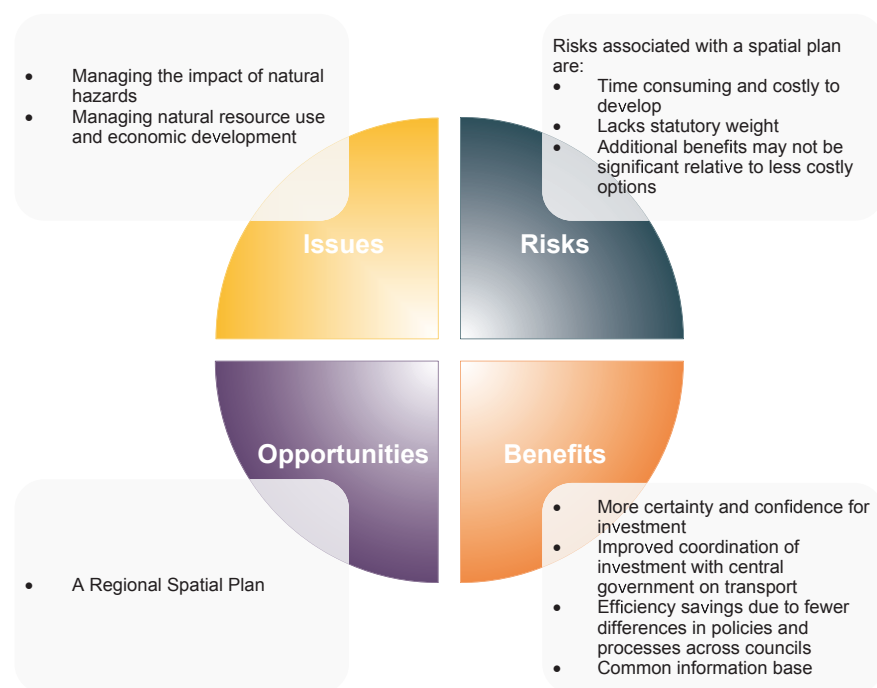 • Managing the impact of natural
hazards
• Managing natural resource use
and economic development
Issues
Risks associated with a spatial plan
are:
• Time consuming and costly to
develop
• Lacks statutory weight
• Additional benefits may not be
significant relative to less costly
options
Risks
Opportunities
• A Regional Spatial Plan
Benefits
• More certainty and confidence for
investment
• Improved coordination of
investment with central
government on transport
• Efficiency savings due to fewer
differences in policies and
processes across councils
• Common information base